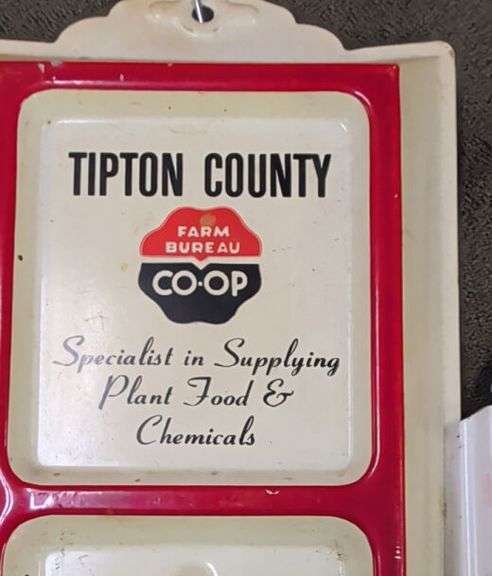 TIPTON COUNTY
FARM
BUREAU
CO-OP
Specialist in Supplying
Plant Food &
Chemicals